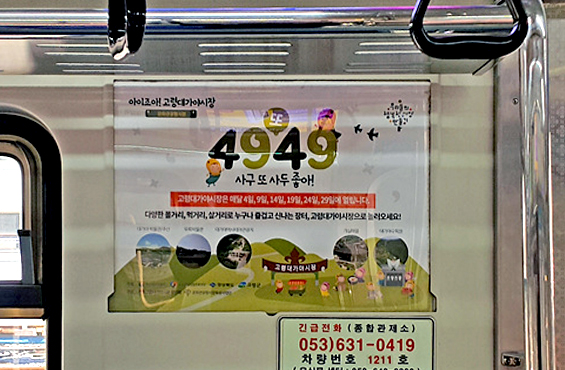 아이조아! 고령대가야시장
또
4949
사구 또 사두 좋아!
고령대가야시장은 매달 4일, 9일, 14일, 19일, 24일, 29일에 열립니다.
다양한 볼거리, 먹거리, 살거리로 누구나 즐겁고 신나는 장터, 고령대가야시장으로 놀러오세요!
고령대가야시장
고령군
긴급전화 (종합관제소)
053)631-0419
차량번호 1211 호